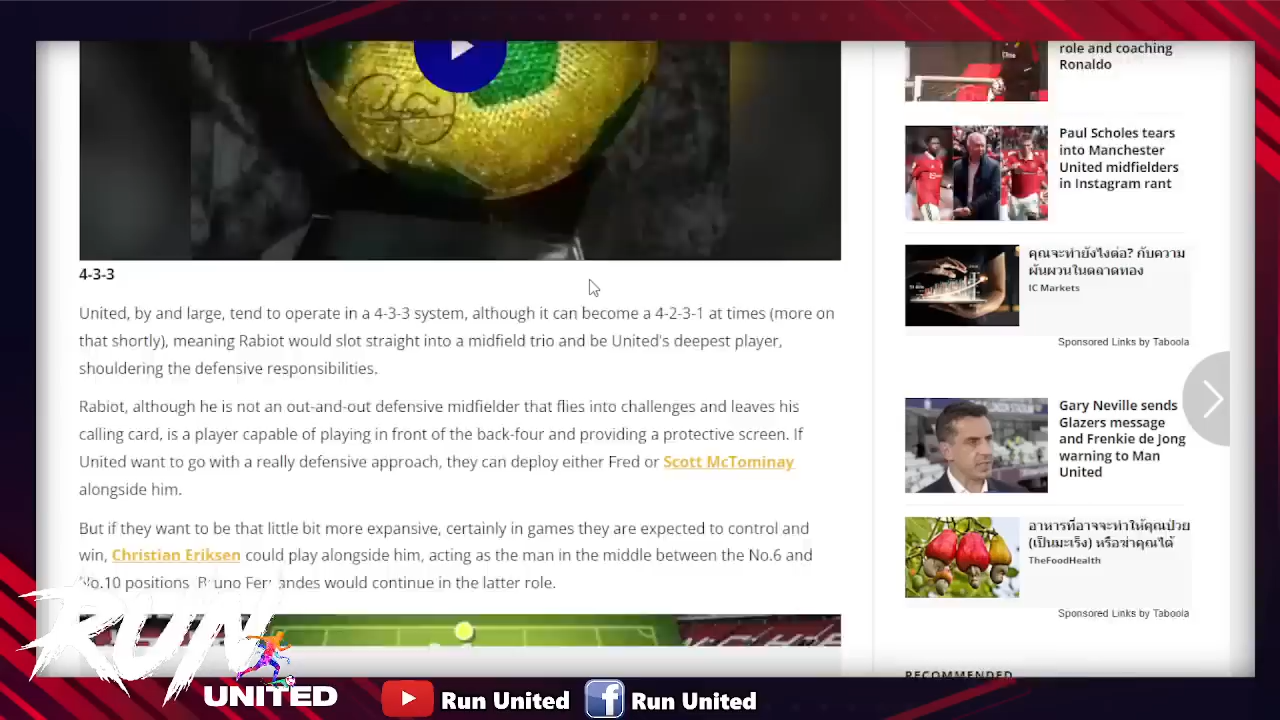 role and coaching
Ronaldo
Paul Scholes tears
into Manchester
United midfielders
in Instagram rant
คุณจะทำยังไงต่อ? กับความ
ผันผวนในตลาดทอง
IC Markets
Sponsored Links by Taboola
4-3-3
United, by and large, tend to operate in a 4-3-3 system, although it can become a 4-2-3-1 at times (more on
that shortly), meaning Rabiot would slot straight into a midfield trio and be United's deepest player,
shouldering the defensive responsibilities.
Rabiot, although he is not an out-and-out defensive midfielder that flies into challenges and leaves his
calling card, is a player capable of playing in front of the back-four and providing a protective screen. If
United want to go with a really defensive approach, they can deploy either Fred or Scott McTominay
alongside him.
But if they want to be that little bit more expansive, certainly in games they are expected to control and
win, Christian Eriksen could play alongside him, acting as the man in the middle between the No.6 and
No.10 positions. Bruno Fernandes would continue in the latter role.
Gary Neville sends
Glazers message
and Frenkie de Jong
warning to Man
United
อาหารที่อาจจะทำให้คุณป่วย
(เป็นมะเร็ง) หรือฆ่าคุณได้
TheFoodHealth
Sponsored Links by Taboola
RECOMMENDED
RUN
UNITED
Run United
Run United